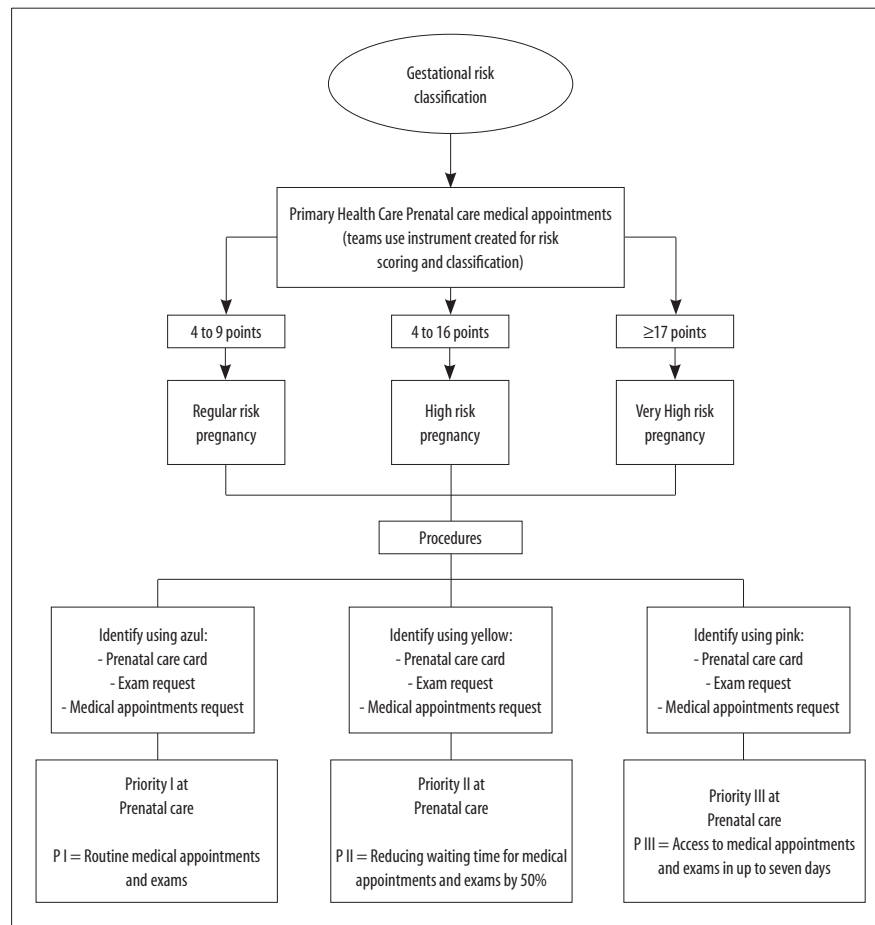 Gestational risk
classification
Primary Health Care Prenatal care medical appointments
(teams use instrument created for risk
scoring and classification)
4 to 9 points
4 to 16 points
≥17 points
Regular risk
pregnancy
High risk
pregnancy
Very High risk
pregnancy
Procedures
Identify using azul:
- Prenatal care card
- Exam request
- Medical appointments request
Identify using yellow:
- Prenatal care card
- Exam request
- Medical appointments request
Identify using pink:
- Prenatal care card
- Exam request
- Medical appointments request
Priority I at
Prenatal care
P I = Routine medical appointments
and exams
Priority II at
Prenatal care
P II = Reducing waiting time for medical
appointments and exams by 50%
Priority III at
Prenatal care
P III = Access to medical appointments
and exams in up to seven days